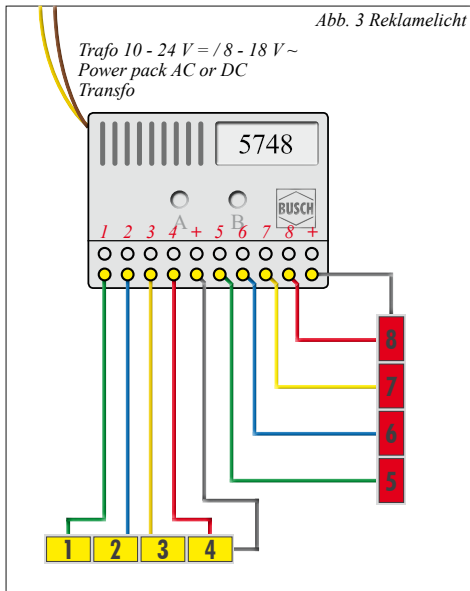 Abb. 3 Reklamelicht
Trafo 10 - 24 V = / 8 - 18 V ~
Power pack AC or DC
Transfo
5748
A B BUSCH
1 2 3 4 + 5 6 7 8 +
8
7
6
5
1 2 3 4